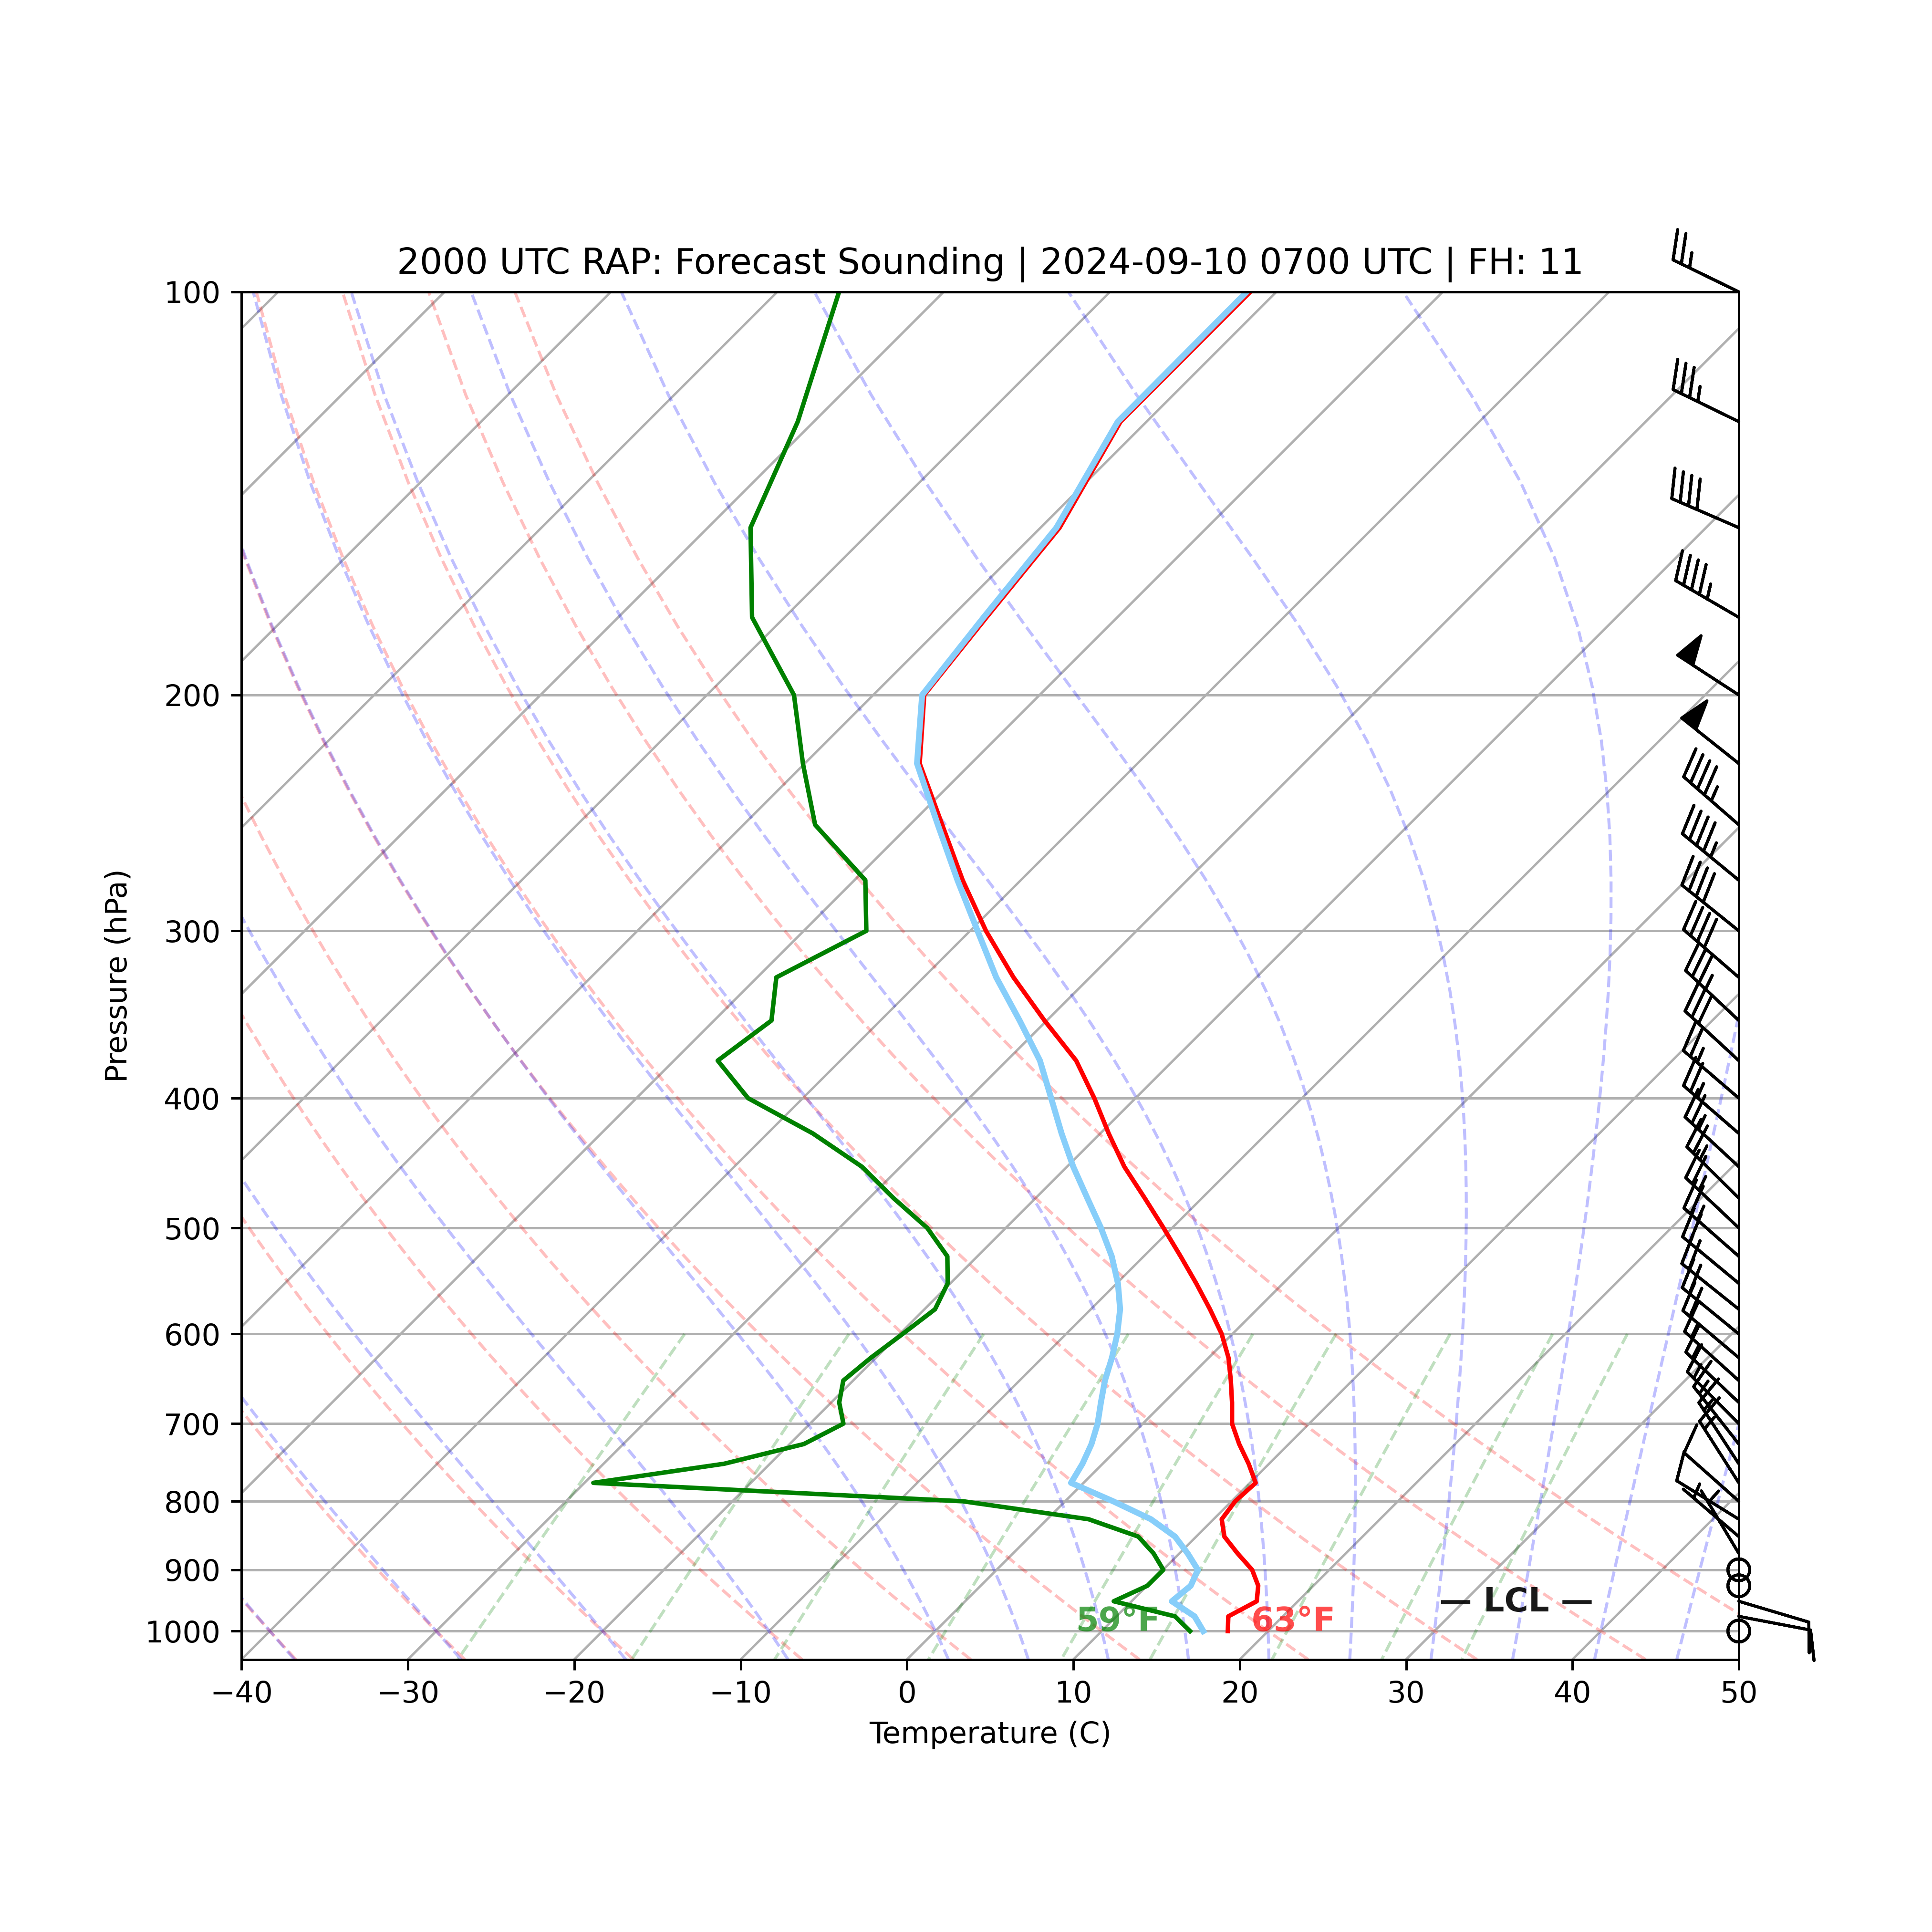 2000 UTC RAP: Forecast Sounding | 2024-09-10 0700 UTC | FH: 11
100
200
300
400
500
600
700
800
900
1000
Pressure (hPa)
59°F
63°F
— LCL —
−40 −30 −20 −10 0 10 20 30 40 50
Temperature (C)